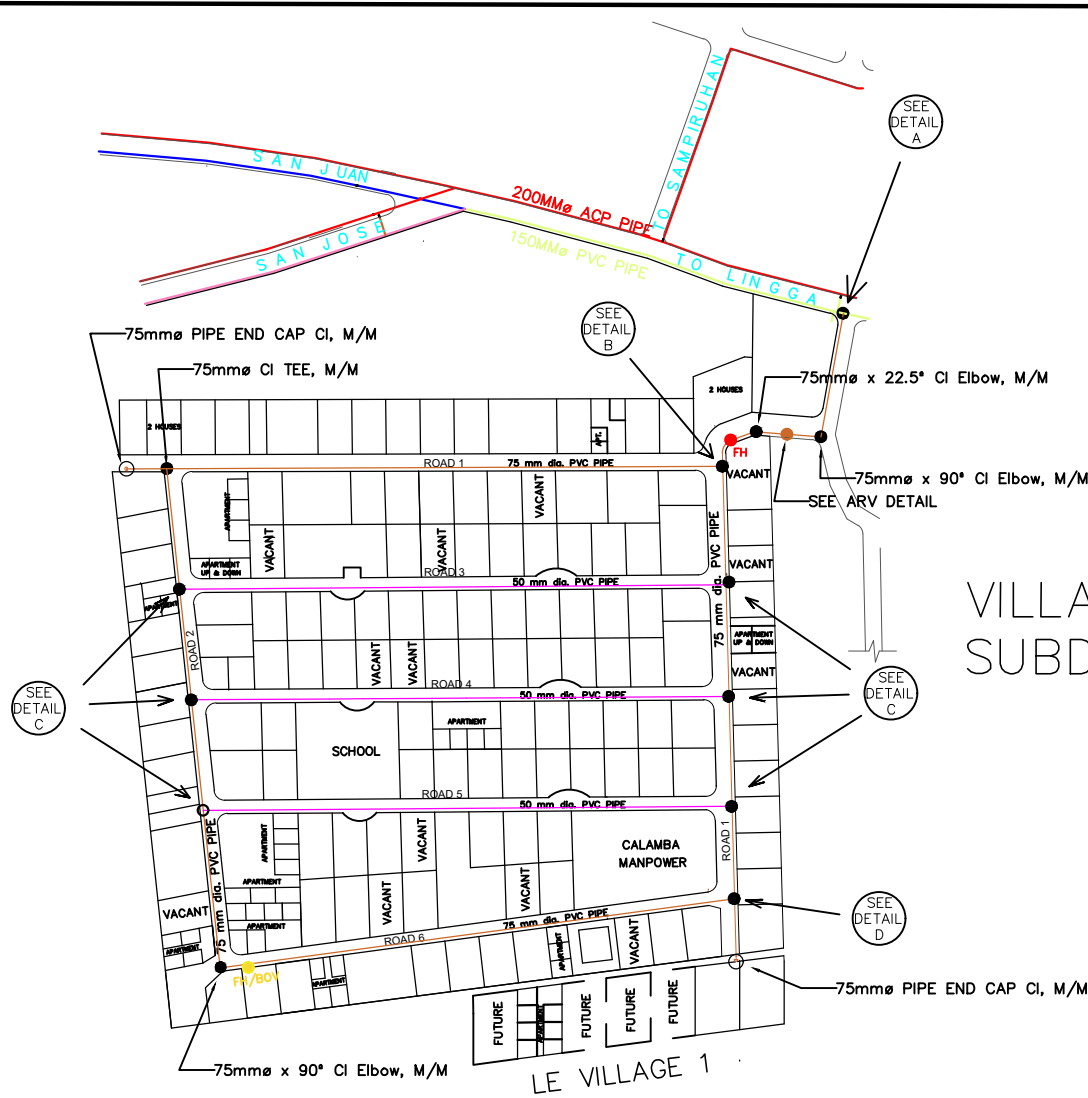 SEE
DETAIL
A
TO SAMPIRUHAN
SAN JUAN
200MMø ACP PIPE
SAN JOSE
150MMø PVC PIPE
TO LINGGA
SEE
DETAIL
B
75mmø PIPE END CAP CI, M/M
75mmø CI TEE, M/M
75mmø x 22.5° CI Elbow, M/M
2 HOUSES
2 HOUSES
APT.
FH
ROAD 1
75 mm dia. PVC PIPE
VACANT
75mmø x 90° CI Elbow, M/M
SEE ARV DETAIL
APARTMENT
VACANT
VACANT
VACANT
75 mm dia. PVC PIPE
APARTMENT
UP & DOWN
VACANT
ROAD 3
50 mm dia. PVC PIPE
VILLA
SUBD
APARTMENT
ROAD 2
VACANT
VACANT
APARTMENT
UP & DOWN
VACANT
SEE
DETAIL
C
ROAD 4
50 mm dia. PVC PIPE
SEE
DETAIL
C
APARTMENT
SCHOOL
ROAD 5
50 mm dia. PVC PIPE
75 mm dia. PVC PIPE
APARTMENT
VACANT
CALAMBA
MANPOWER
ROAD 1
APARTMENT
VACANT
VACANT
VACANT
APARTMENT
SEE
DETAIL
D
75 mm dia. PVC PIPE
ROAD 6
APARTMENT
APARTMENT
VACANT
FH/BOV
APARTMENT
75mmø PIPE END CAP CI, M/M
FUTURE
APARTMENT
FUTURE
FUTURE
FUTURE
75mmø x 90° CI Elbow, M/M
LE VILLAGE 1